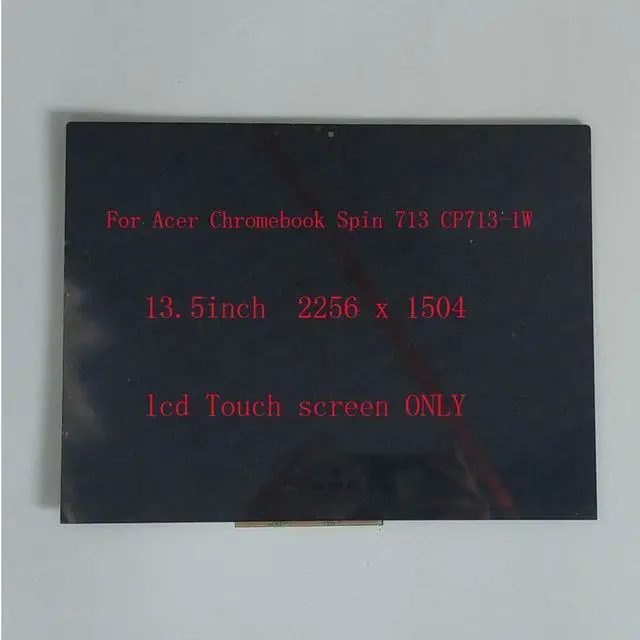 For Acer Chromebook Spin 713 CP713-1W
13.5inch 2256 x 1504
lcd Touch screen ONLY